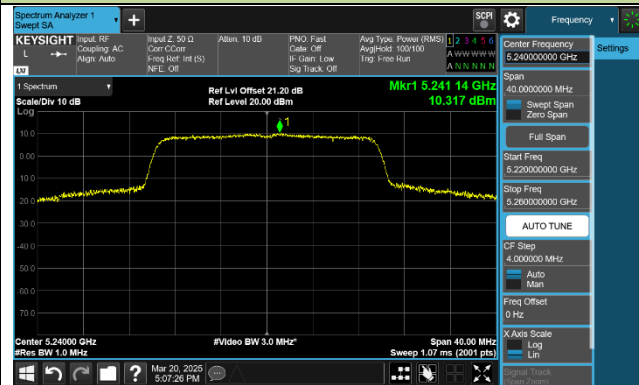 Spectrum Analyzer 1
Swept SA
+
SCPI
Frequency
KEYSIGHT
L
LXI
Input: RF
Coupling: AC
Align: Auto
Input Z: 50 Ω
Corr CCorr
Freq Ref: Int (S)
NFE: Off
Atten: 10 dB
PNO: Fast
Gate: Off
IF Gain: Low
Sig Track: Off
Avg Type: Power (RMS)
Avg|Hold: 100/100
Trig: Free Run
1 2 3 4 5 6
A W W W W W
A N N N N N
1 Spectrum
Scale/Div 10 dB
Log
Ref Lvl Offset 21.20 dB
Ref Level 20.00 dBm
Mkr1 5.241 14 GHz
10.317 dBm
1
10.0
0.00
-10.0
-20.0
-30.0
-40.0
-50.0
-60.0
-70.0
Center 5.24000 GHz
#Res BW 1.0 MHz
#Video BW 3.0 MHz*
Span 40.00 MHz
Sweep 1.07 ms (2001 pts)
Center Frequency
5.240000000 GHz
Settings
Span
40.0000000 MHz
Swept Span
Zero Span
Full Span
Start Freq
5.220000000 GHz
Stop Freq
5.260000000 GHz
AUTO TUNE
CF Step
4.000000 MHz
Auto
Man
Freq Offset
0 Hz
X Axis Scale
Log
Lin
Signal Track
(Span Zoom)
?
Mar 20, 2025
5:07:26 PM